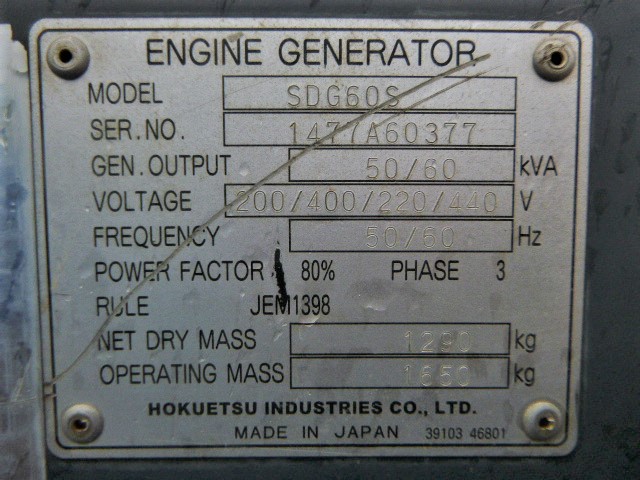 ENGINE GENERATOR
MODEL SDG60S
SER.NO. 1477A60377
GEN.OUTPUT 50/60 kVA
VOLTAGE 200/400/220/440 V
FREQUENCY 50/60 Hz
POWER FACTOR 80% PHASE 3
RULE JEM1398
NET DRY MASS 1290 kg
OPERATING MASS 1650 kg
HOKUETSU INDUSTRIES CO., LTD.
MADE IN JAPAN 39103 46801